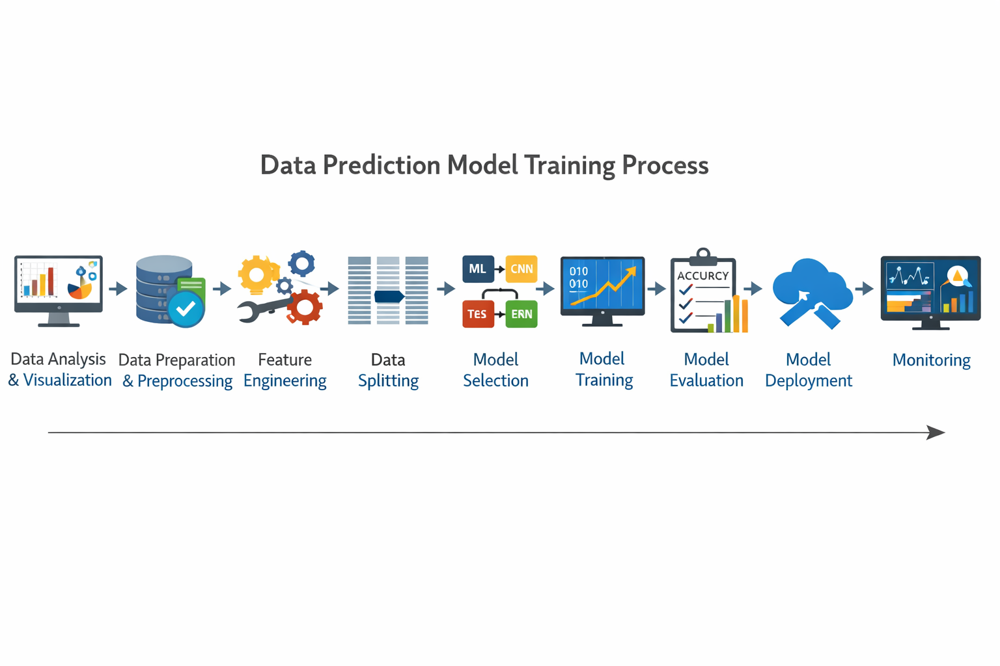 Data Prediction Model Training Process
ML
CNN
TES
ERN
010
010
ACCURCY
Data Analysis
& Visualization
Data Preparation
& Preprocessing
Feature
Engineering
Data
Splitting
Model
Selection
Model
Training
Model
Evaluation
Model
Deployment
Monitoring